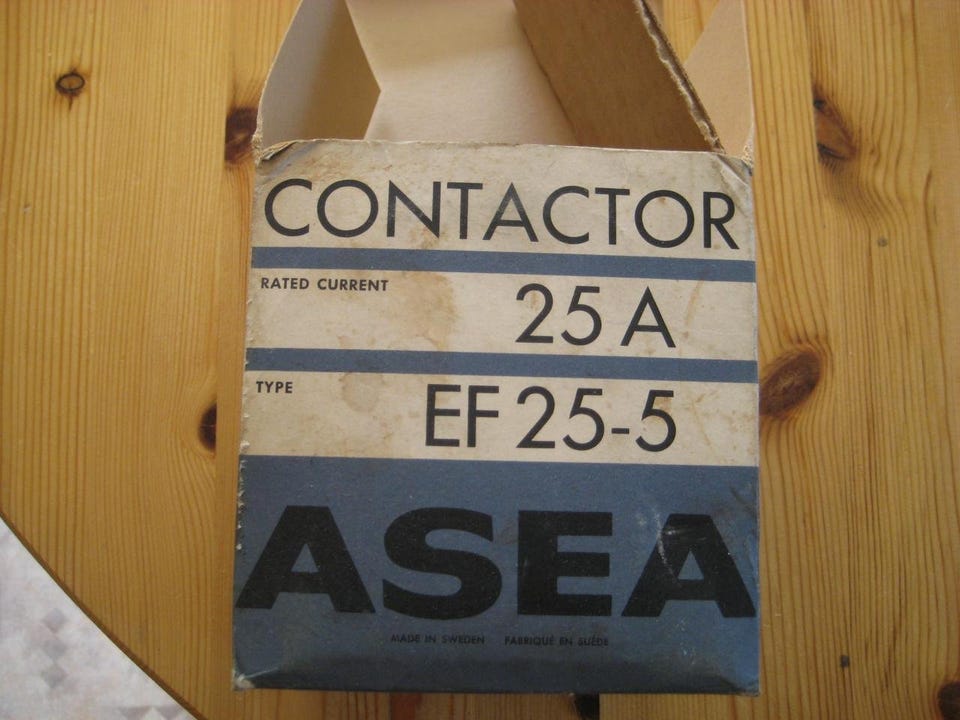 CONTACTOR
RATED CURRENT 25 A
TYPE EF 25-5
ASEA
MADE IN SWEDEN FABRIQUÉ EN SUÈDE